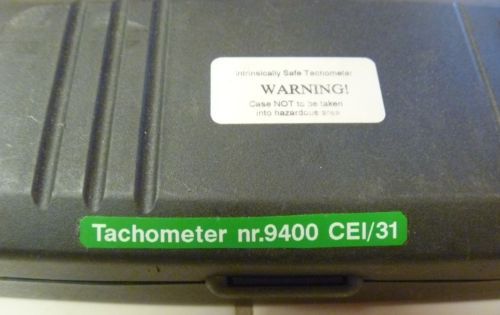 Intrinsically Safe Tachometer
WARNING!
Case NOT to be taken
into hazardous area
Tachometer nr.9400 CEI/31